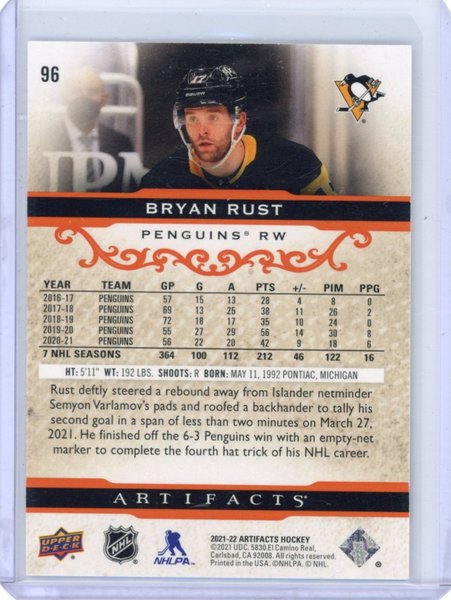 96
17
JPM
BRYAN RUST
PENGUINS® RW
YEAR TEAM GP G A PTS +/- PIM PPG
2016-17 PENGUINS 57 15 13 28 4 8 0
2017-18 PENGUINS 69 13 25 38 11 26 2
2018-19 PENGUINS 72 18 17 35 10 24 0
2019-20 PENGUINS 55 27 29 56 14 30 8
2020-21 PENGUINS 56 22 20 42 9 18 6
7 NHL SEASONS 364 100 112 212 46 122 16
HT: 5'11" WT: 192 LBS. SHOOTS: R BORN: MAY 11, 1992 PONTIAC, MICHIGAN
Rust deftly steered a rebound away from Islander netminder
Semyon Varlamov's pads and roofed a backhander to tally his
second goal in a span of less than two minutes on March 27,
2021. He finished off the 6-3 Penguins win with an empty-net
marker to complete the fourth hat trick of his NHL career.
ARTIFACTS®
UPPER DECK
NHL
NHLPA
2021-22 ARTIFACTS HOCKEY
©2021 UDC. 5830 El Camino Real,
Carlsbad, CA 92008. All rights reserved.
Printed in the USA. ©NHLPA. © NHL.